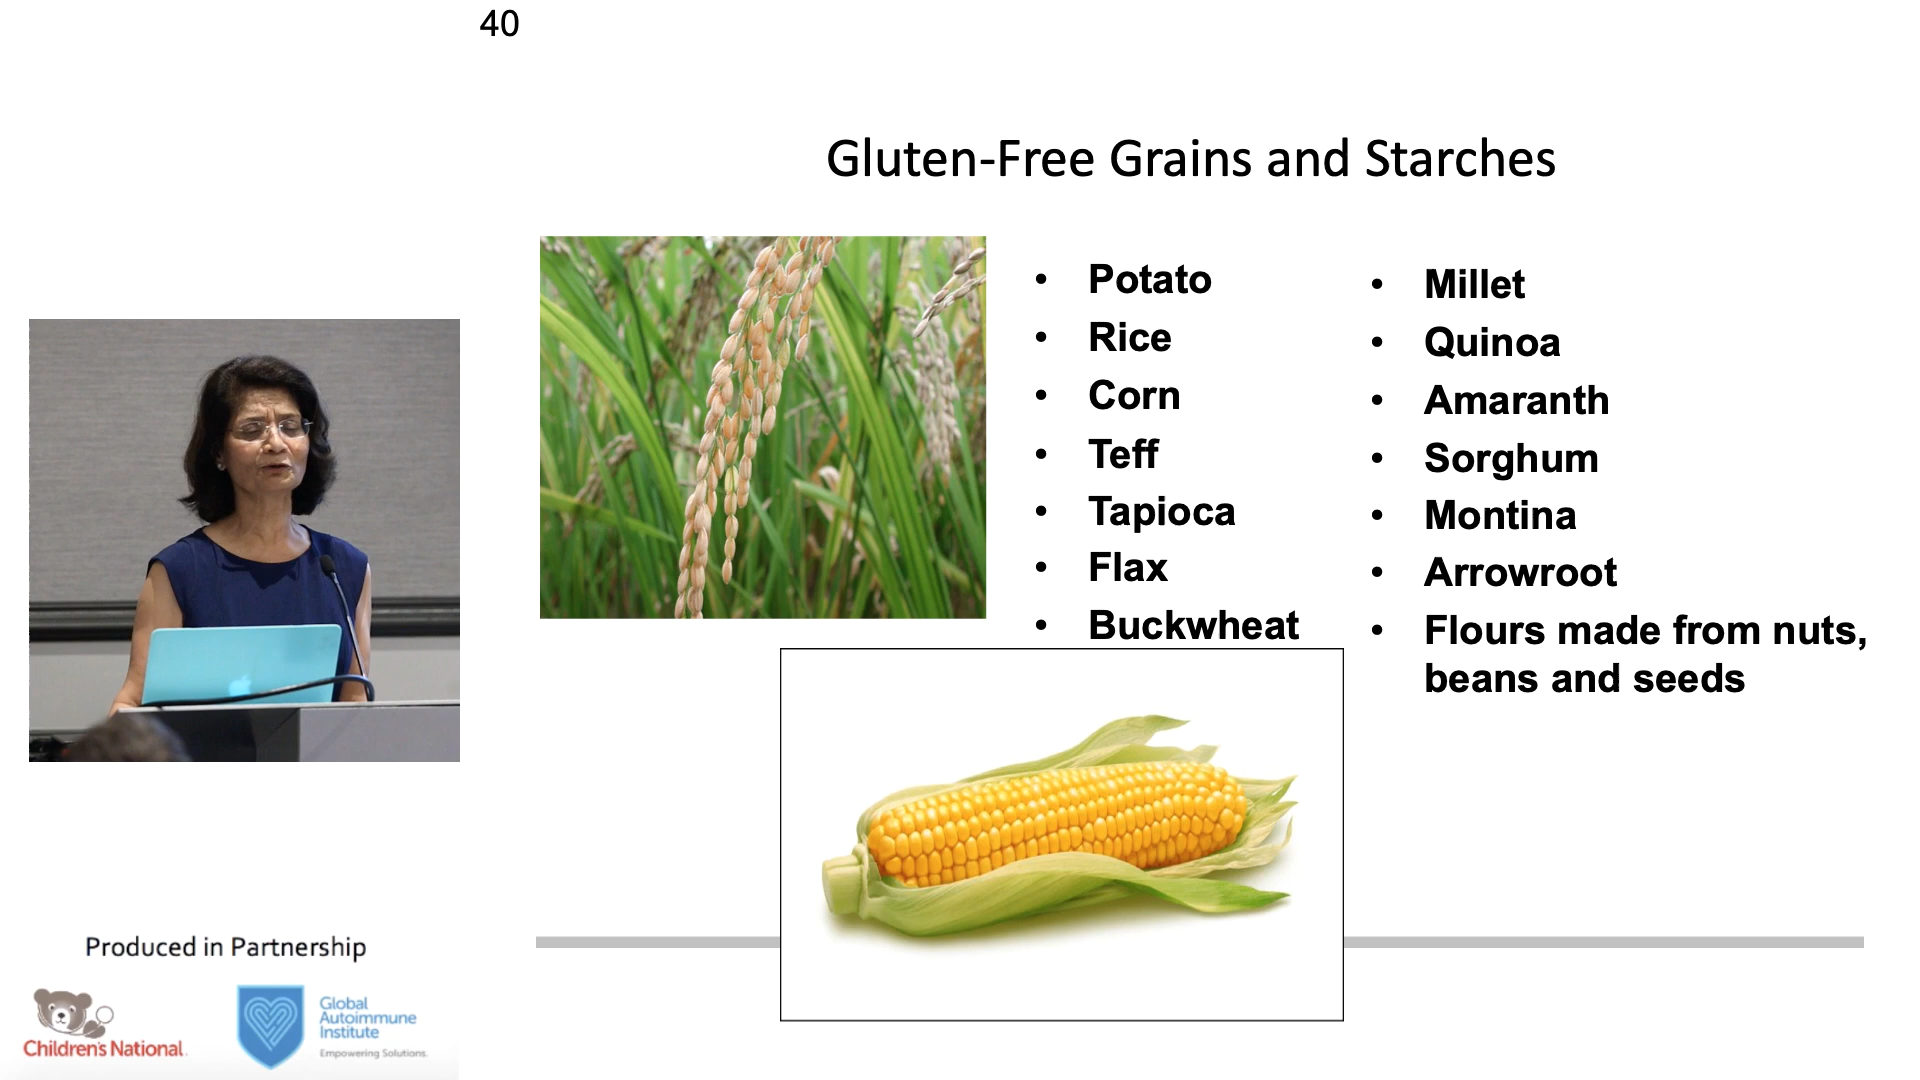 40
Gluten-Free Grains and Starches
• Potato
• Rice
• Corn
• Teff
• Tapioca
• Flax
• Buckwheat
• Millet
• Quinoa
• Amaranth
• Sorghum
• Montina
• Arrowroot
• Flours made from nuts,
beans and seeds
Produced in Partnership
Children's National
Global
Autoimmune
Institute
Empowering Solutions.